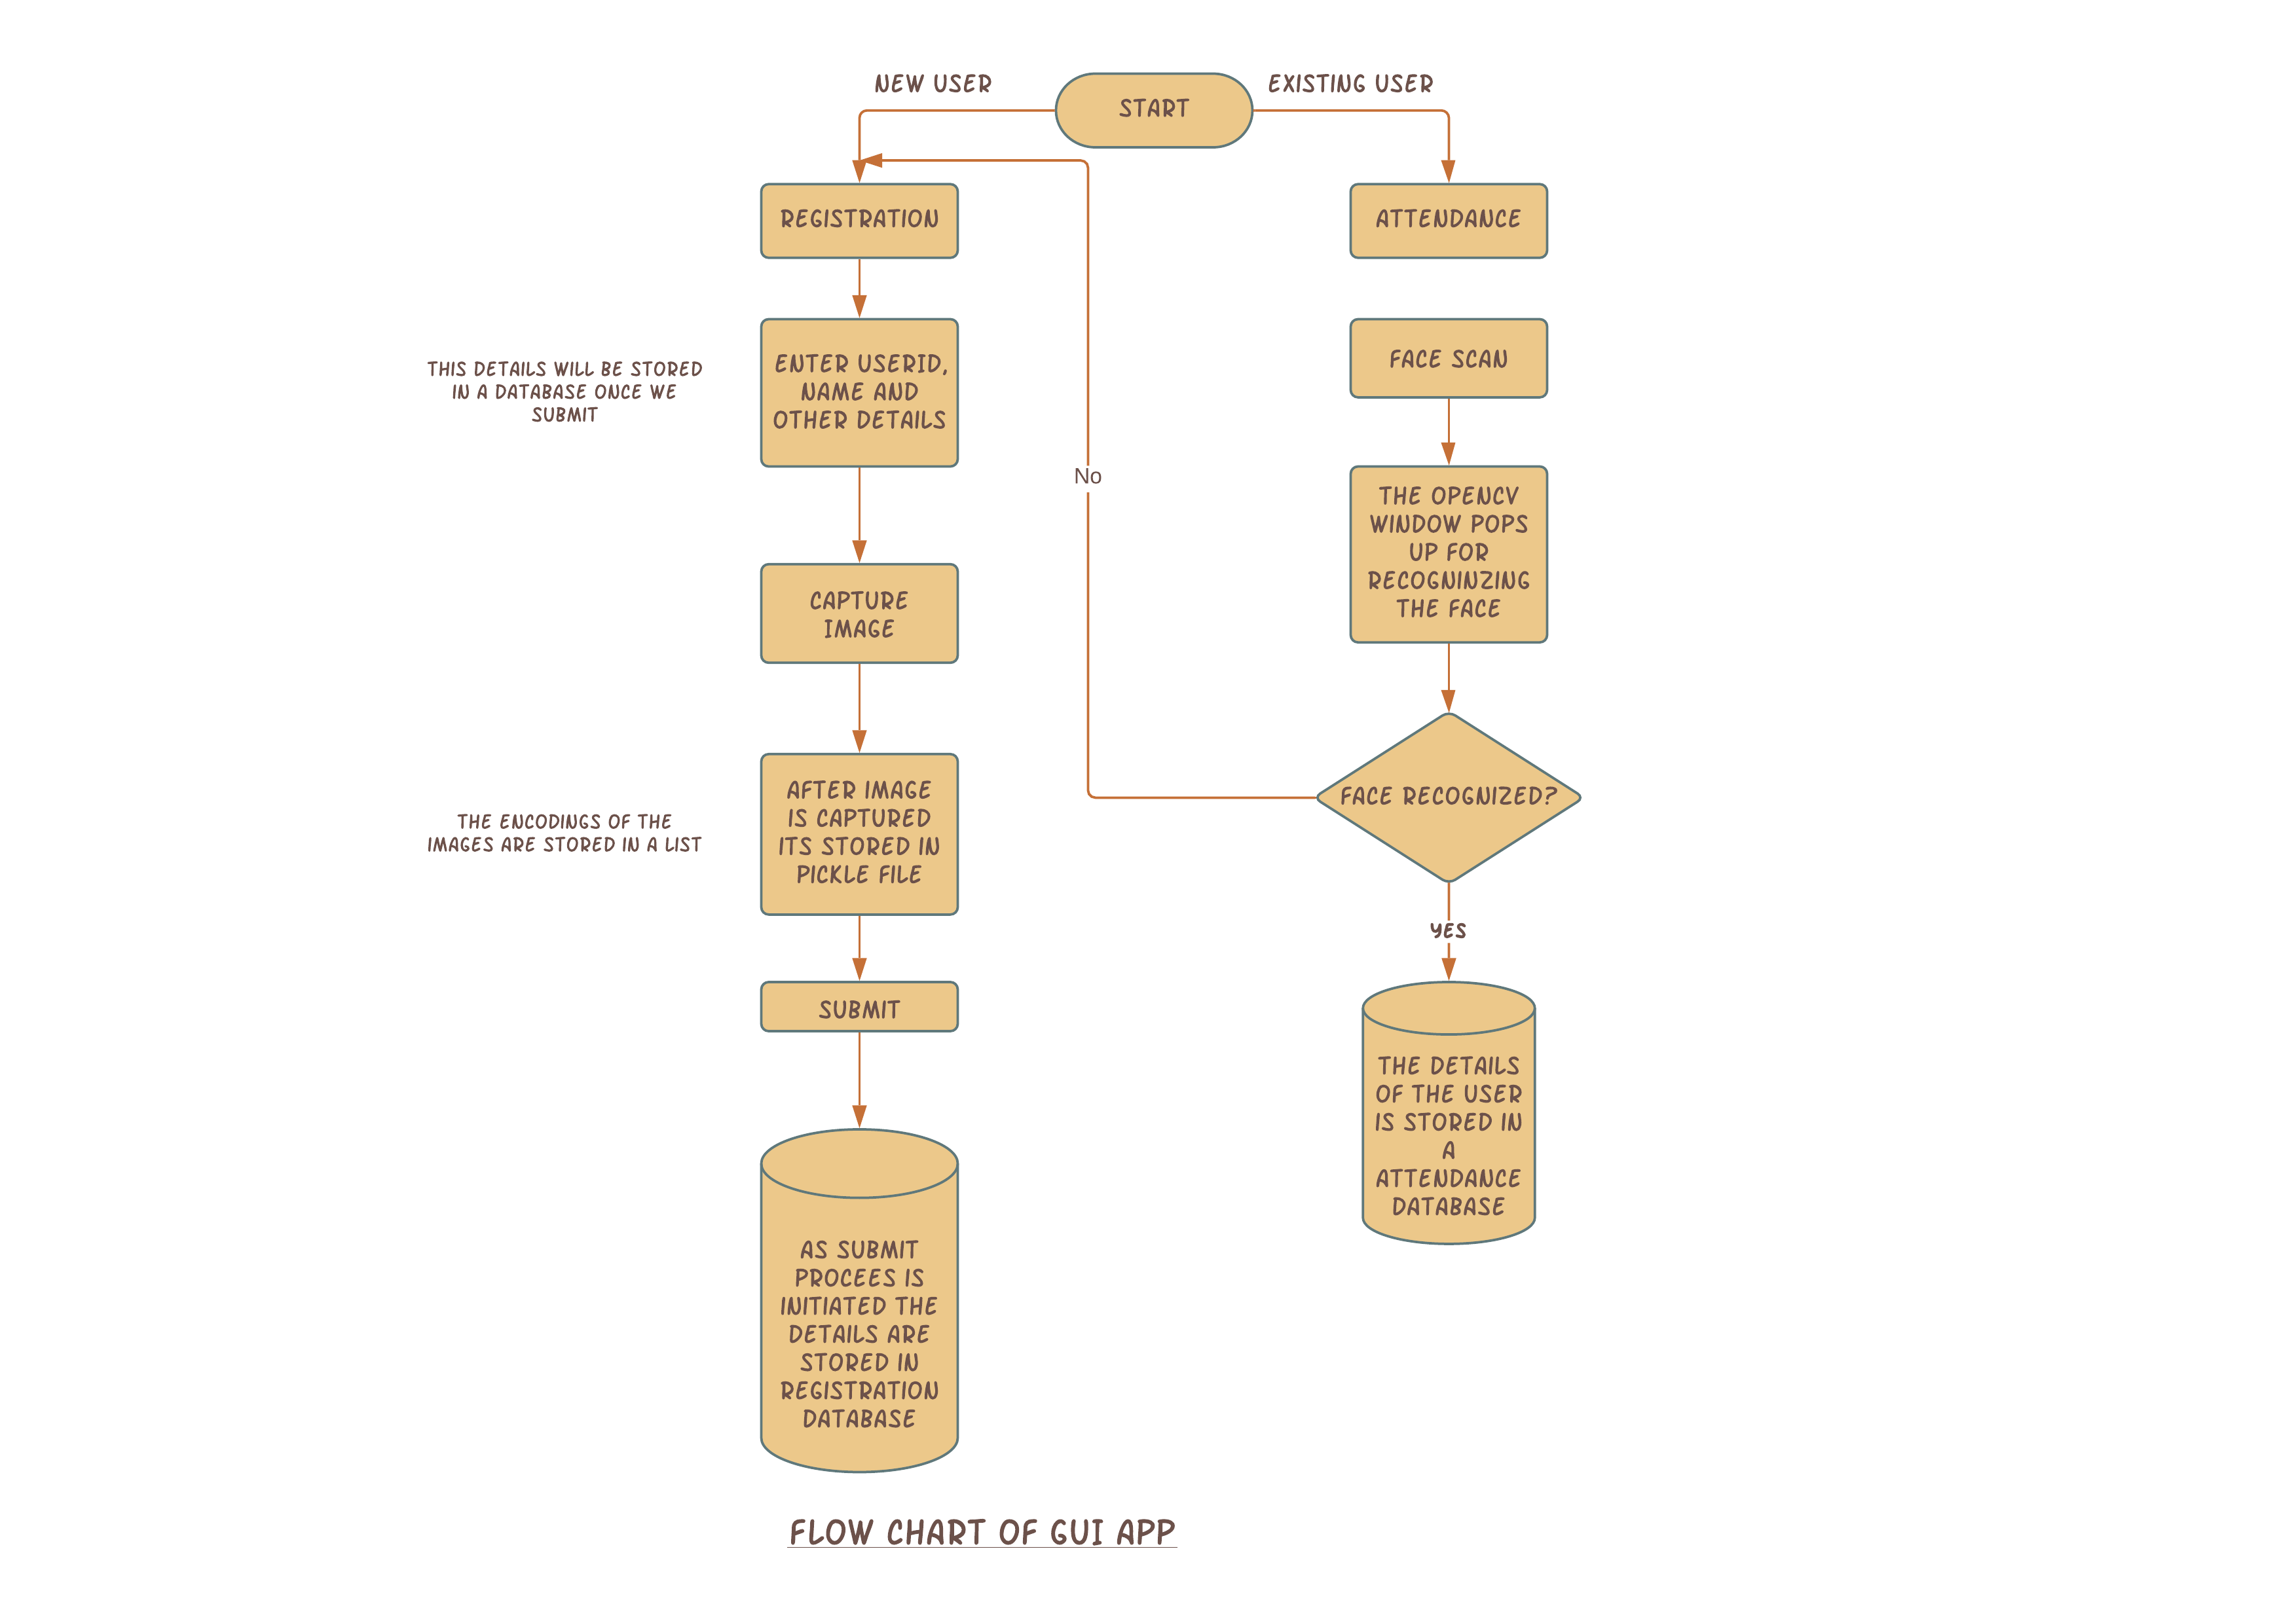 NEW USER
START
EXISTING USER
REGISTRATION
ATTENDANCE
THIS DETAILS WILL BE STORED
IN A DATABASE ONCE WE
SUBMIT
ENTER USERID,
NAME AND
OTHER DETAILS
FACE SCAN
No
THE OPENCV
WINDOW POPS
UP FOR
RECOGNINZING
THE FACE
CAPTURE
IMAGE
FACE RECOGNIZED?
THE ENCODINGS OF THE
IMAGES ARE STORED IN A LIST
AFTER IMAGE
IS CAPTURED
ITS STORED IN
PICKLE FILE
YES
SUBMIT
THE DETAILS
OF THE USER
IS STORED IN
A
ATTENDANCE
DATABASE
AS SUBMIT
PROCEES IS
INITIATED THE
DETAILS ARE
STORED IN
REGISTRATION
DATABASE
FLOW CHART OF GUI APP